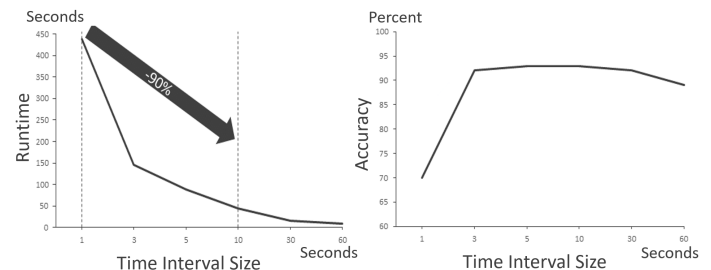 Seconds
450
400
350
300
250
200
150
100
50
0
Runtime
-90%
1 3 5 10 30 60
Seconds
Time Interval Size
Percent
100
95
90
85
80
75
70
65
60
Accuracy
1 3 5 10 30 60
Seconds
Time Interval Size